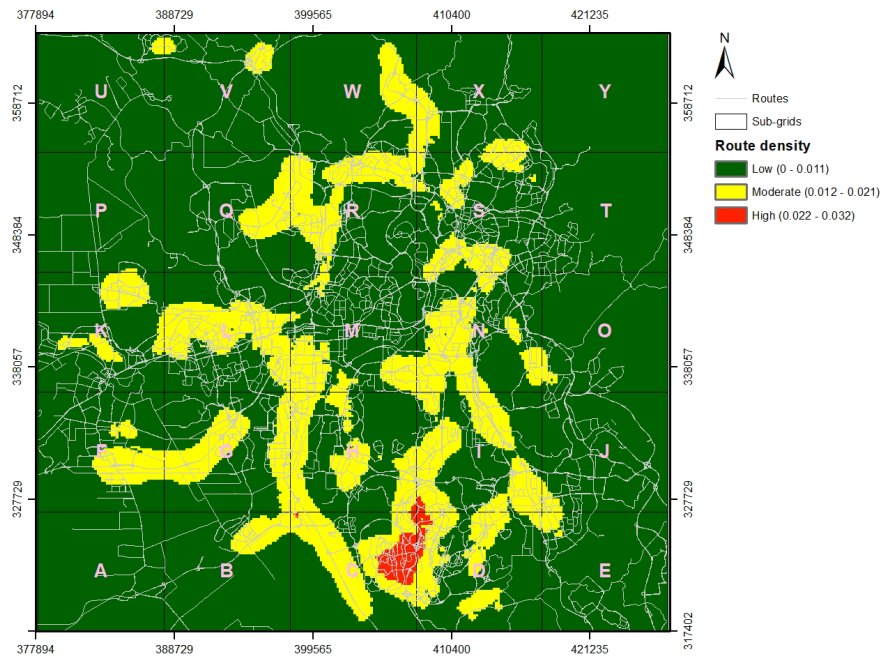 377894 388729 399565 410400 421235
N
U V W X Y
358712 358712
Routes
Sub-grids
Route density
Low (0 - 0.011)
Moderate (0.012 - 0.021)
High (0.022 - 0.032)
P Q R S T
348384 348384
K L M N O
338057 338057
F G H I J
327729 327729
A B C D E
317402
377894 388729 399565 410400 421235